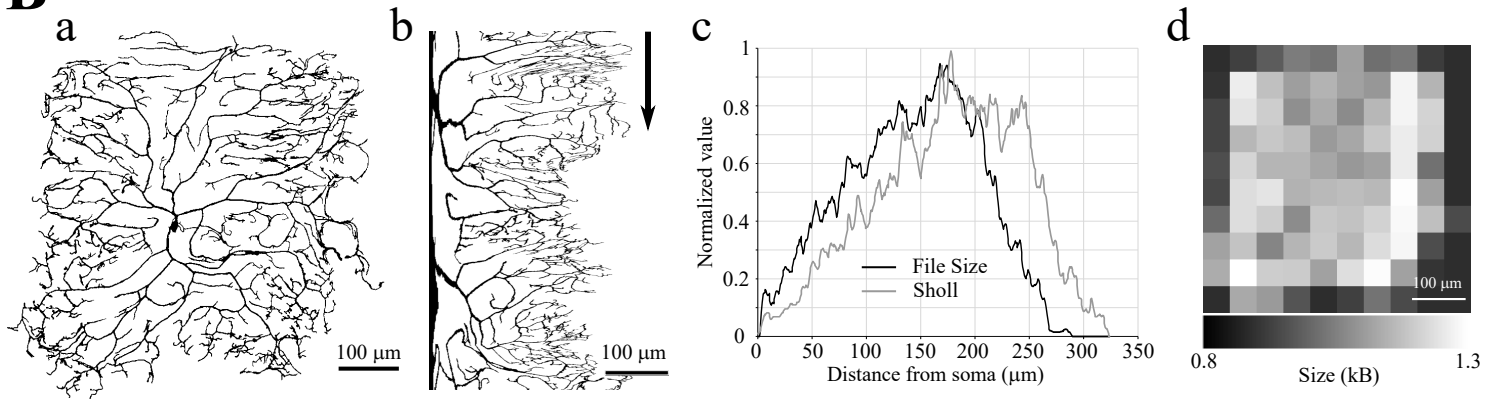 B
a
b
c
d
100 μm
100 μm
Normalized value
1
0.8
0.6
0.4
0.2
0
File Size
Sholl
0 50 100 150 200 250 300 350
Distance from soma (μm)
100 μm
0.8 1.3
Size (kB)